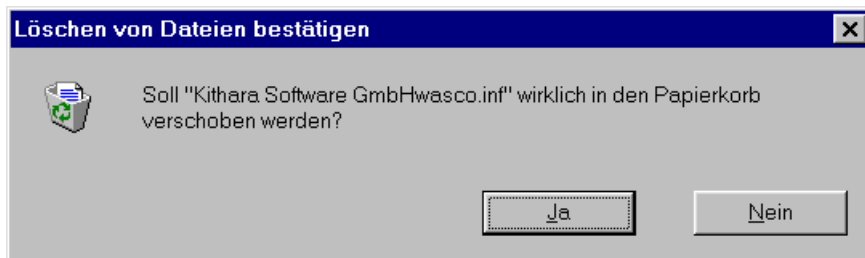 Löschen von Dateien bestätigen
Soll "Kithara Software GmbHwasco.inf" wirklich in den Papierkorb
verschoben werden?
Ja
Nein